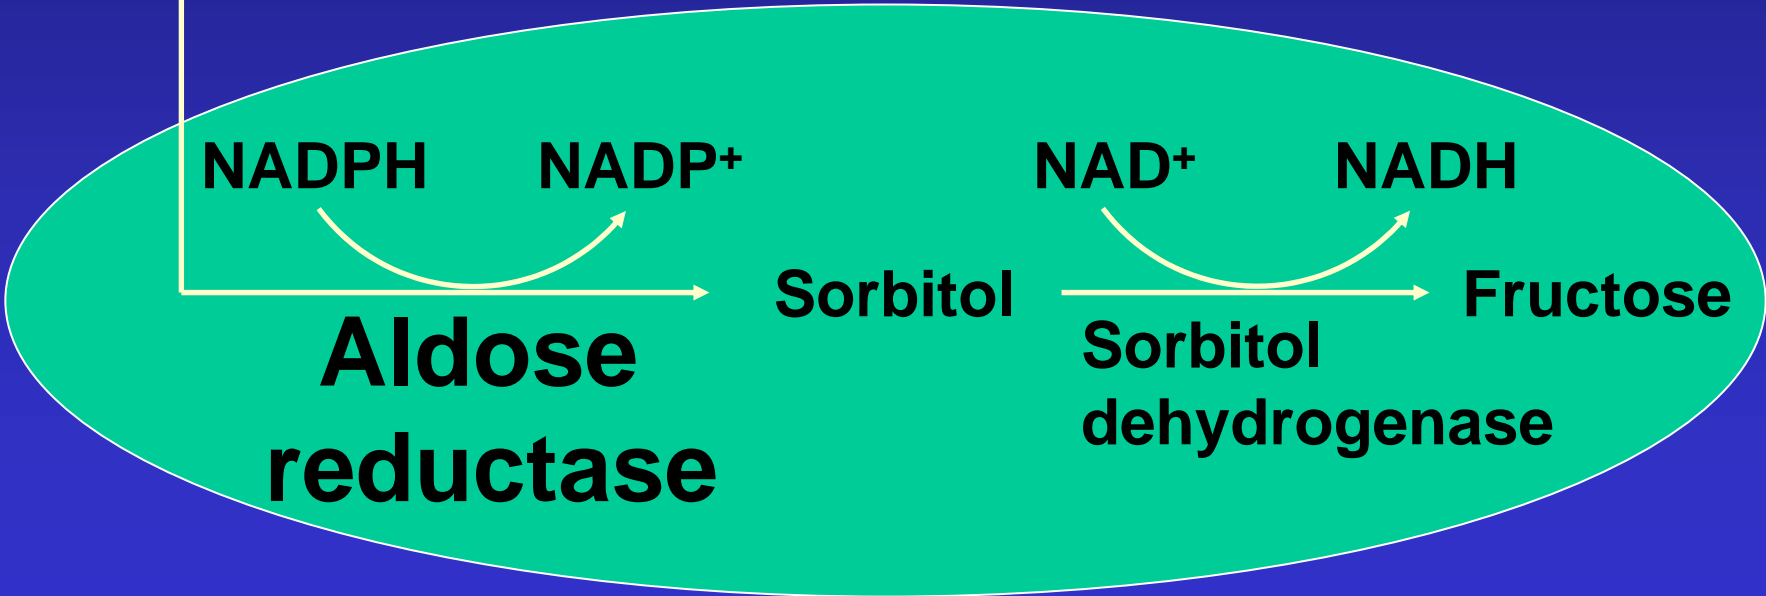 NADPH NADP⁺ NAD⁺ NADH
Sorbitol Fructose
Aldose
reductase
Sorbitol
dehydrogenase